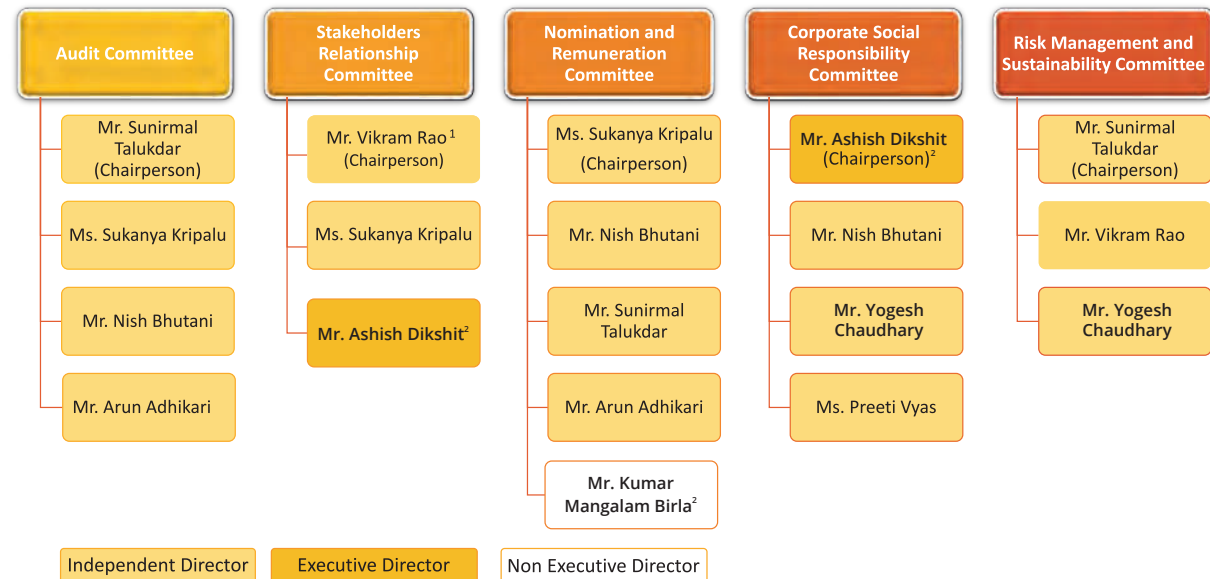 Audit Committee
Stakeholders
Relationship
Committee
Nomination and
Remuneration
Committee
Corporate Social
Responsibility
Committee
Risk Management and
Sustainability Committee
Mr. Sunirmal
Talukdar
(Chairperson)
Ms. Sukanya Kripalu
Mr. Nish Bhutani
Mr. Arun Adhikari
Mr. Vikram Rao¹
(Chairperson)
Ms. Sukanya Kripalu
Mr. Ashish Dikshit²
Ms. Sukanya Kripalu
(Chairperson)
Mr. Nish Bhutani
Mr. Sunirmal
Talukdar
Mr. Arun Adhikari
Mr. Kumar
Mangalam Birla²
Mr. Ashish Dikshit
(Chairperson)²
Mr. Nish Bhutani
Mr. Yogesh
Chaudhary
Ms. Preeti Vyas
Mr. Sunirmal
Talukdar
(Chairperson)
Mr. Vikram Rao
Mr. Yogesh
Chaudhary
Independent Director
Executive Director
Non Executive Director